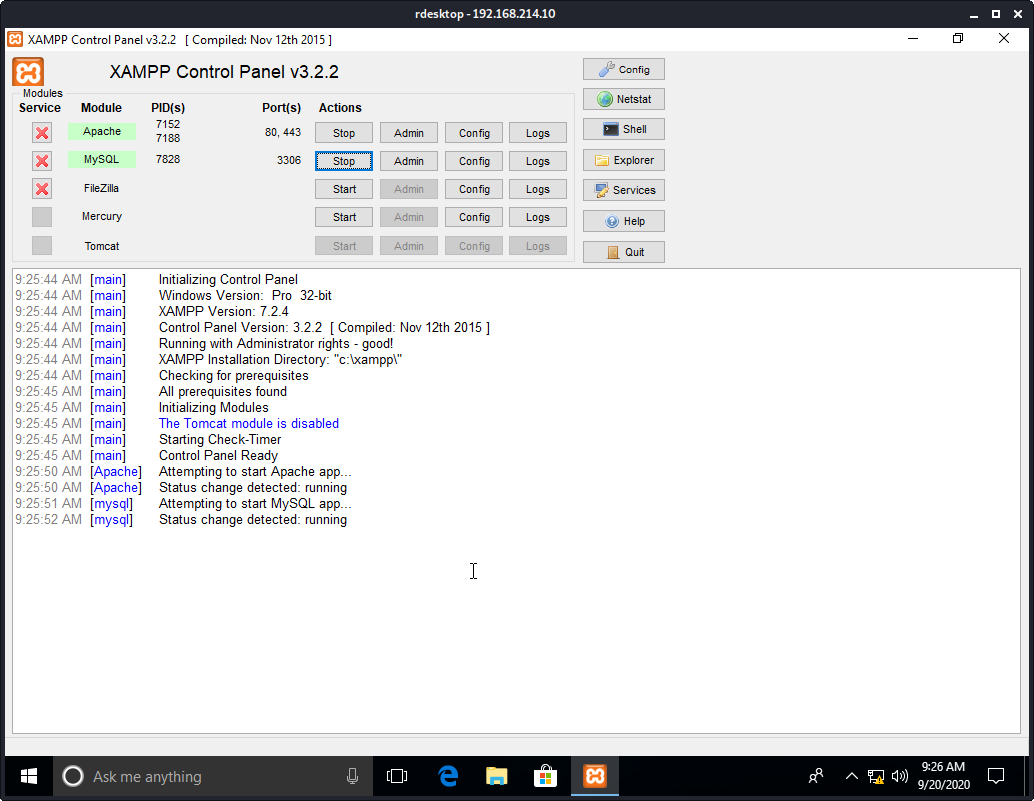 rdesktop - 192.168.214.10
XAMPP Control Panel v3.2.2 [ Compiled: Nov 12th 2015 ]
XAMPP Control Panel v3.2.2
Config
Modules
Service Module PID(s) Port(s) Actions
Netstat
Apache 7152 7188 80, 443 Stop Admin Config Logs
Shell
MySQL 7828 3306 Stop Admin Config Logs
Explorer
FileZilla Start Admin Config Logs
Services
Mercury Start Admin Config Logs
Help
Tomcat Start Admin Config Logs
Quit
9:25:44 AM [main] Initializing Control Panel
9:25:44 AM [main] Windows Version: Pro 32-bit
9:25:44 AM [main] XAMPP Version: 7.2.4
9:25:44 AM [main] Control Panel Version: 3.2.2 [ Compiled: Nov 12th 2015 ]
9:25:44 AM [main] Running with Administrator rights - good!
9:25:44 AM [main] XAMPP Installation Directory: "c:\xampp\"
9:25:44 AM [main] Checking for prerequisites
9:25:45 AM [main] All prerequisites found
9:25:45 AM [main] Initializing Modules
9:25:45 AM [main] The Tomcat module is disabled
9:25:45 AM [main] Starting Check-Timer
9:25:45 AM [main] Control Panel Ready
9:25:50 AM [Apache] Attempting to start Apache app...
9:25:50 AM [Apache] Status change detected: running
9:25:51 AM [mysql] Attempting to start MySQL app...
9:25:52 AM [mysql] Status change detected: running
Ask me anything
9:26 AM
9/20/2020